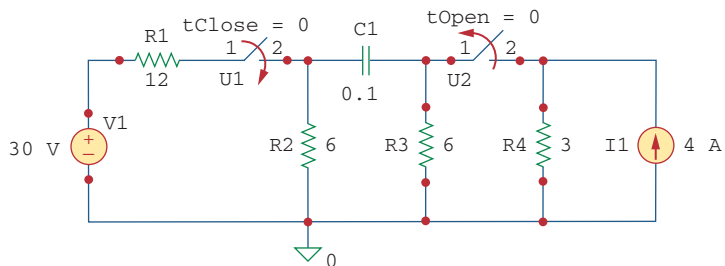 tClose = 0
C1
tOpen = 0
R1
12
1
2
U1
0.1
1
2
U2
V1
30 V
+
−
R2
6
R3
6
R4
3
I1
4 A
0